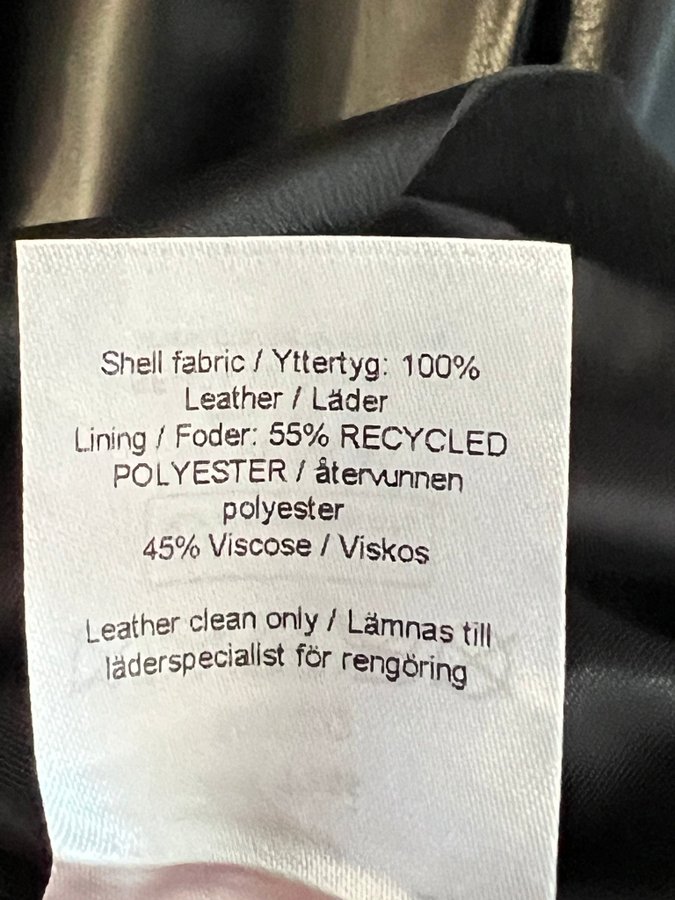 Shell fabric / Yttertyg: 100%
Leather / Läder
Lining / Foder: 55% RECYCLED
POLYESTER / återvunnen
polyester
45% Viscose / Viskos
Leather clean only / Lämnas till
läderspecialist för rengöring